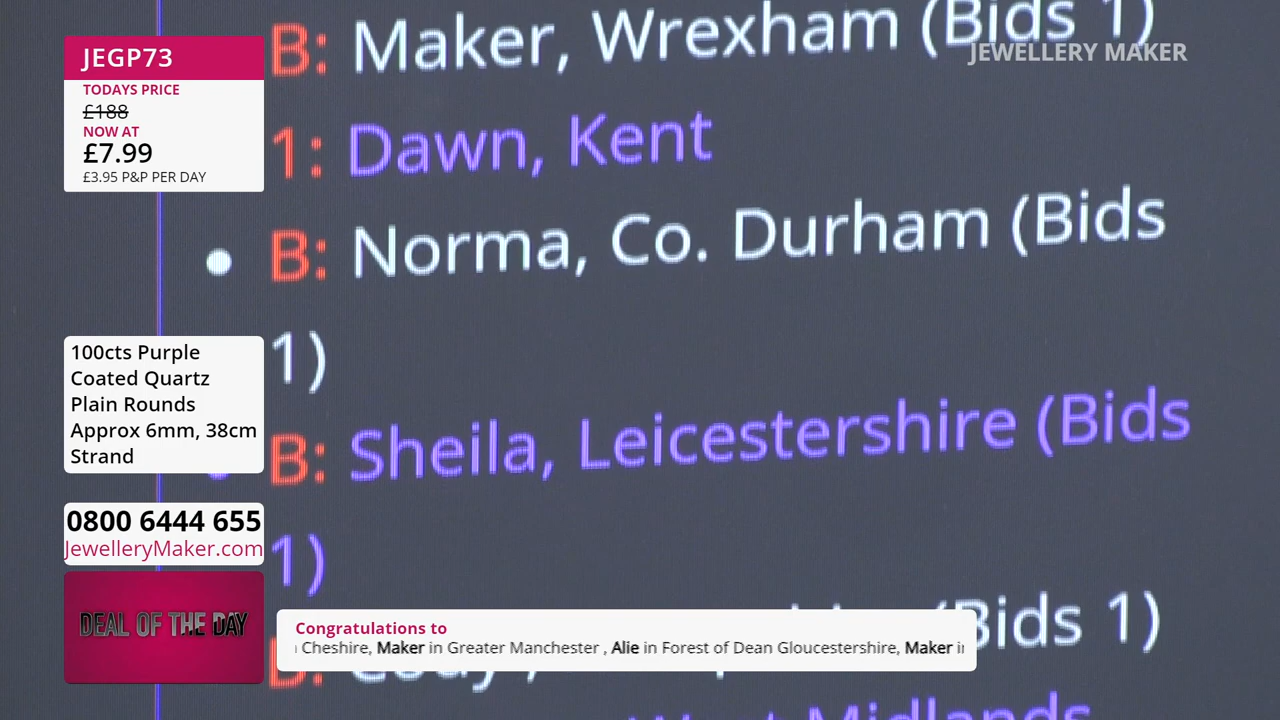 JEGP73
TODAYS PRICE
£188
NOW AT
£7.99
£3.95 P&P PER DAY
B: Maker, Wrexham (Bids 1)
JEWELLERY MAKER
1: Dawn, Kent
B: Norma, Co. Durham (Bids
1)
B: Sheila, Leicestershire (Bids
1)
(Bids 1)
West Midlands
100cts Purple
Coated Quartz
Plain Rounds
Approx 6mm, 38cm
Strand
0800 6444 655
JewelleryMaker.com
DEAL OF THE DAY
Congratulations to
Cheshire, Maker in Greater Manchester , Alie in Forest of Dean Gloucestershire, Maker